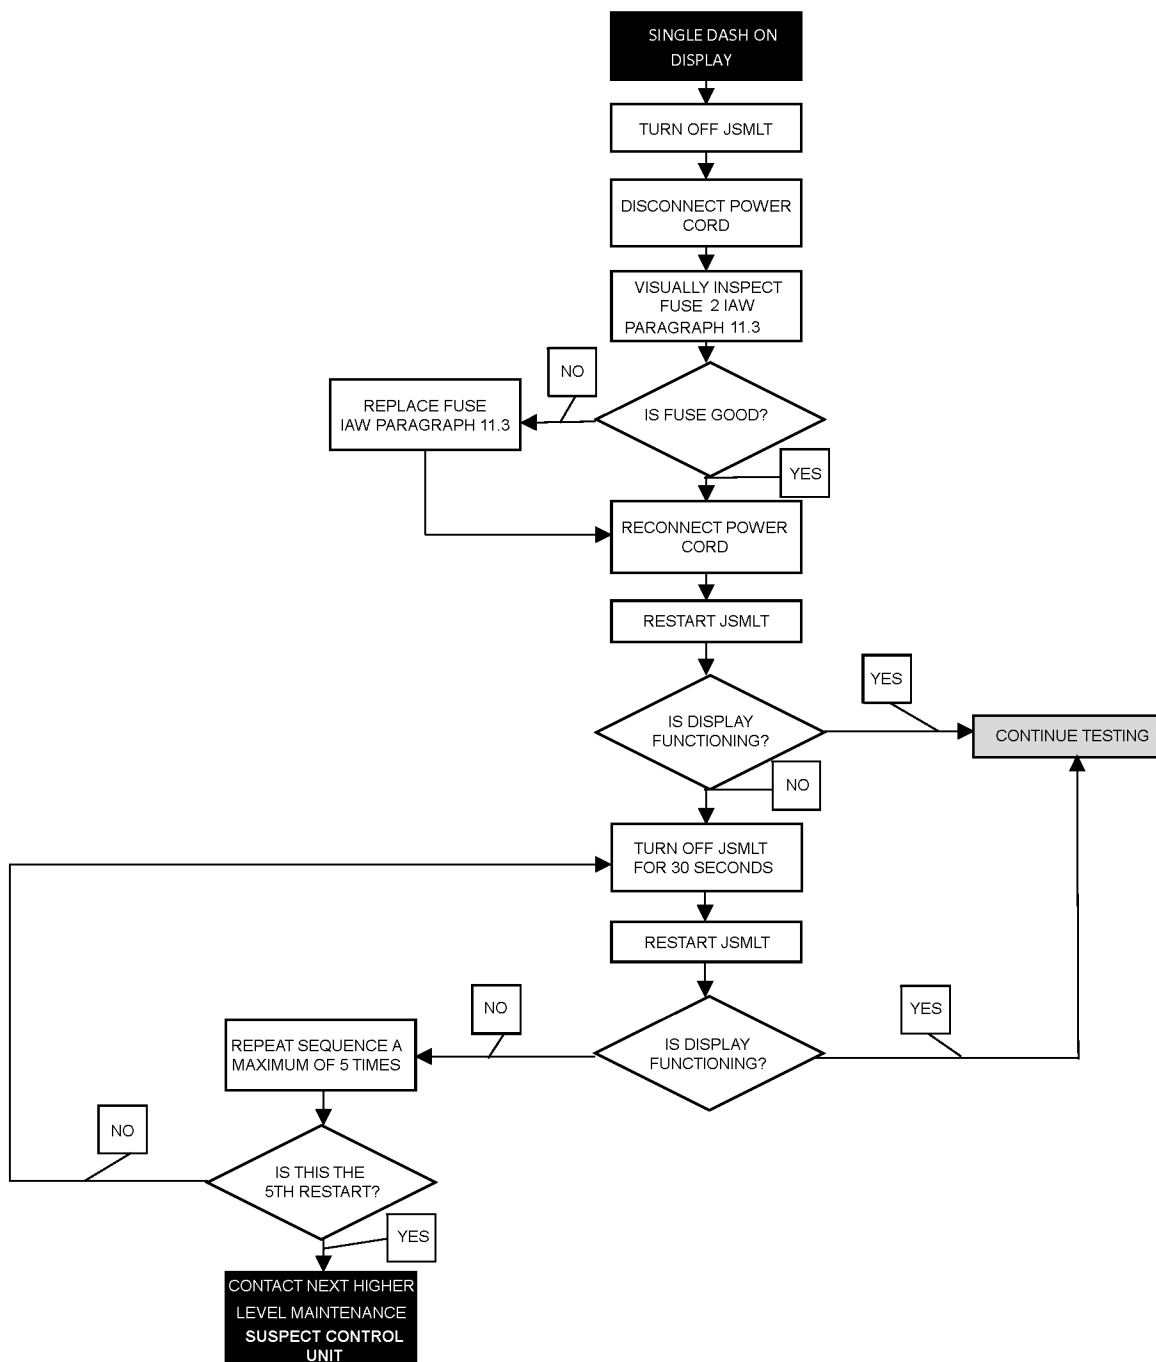 SINGLE DASH ON
DISPLAY
TURN OFF JSMLT
DISCONNECT POWER
CORD
VISUALLY INSPECT
FUSE 2 IAW
PARAGRAPH 11.3
NO
REPLACE FUSE
IAW PARAGRAPH 11.3
IS FUSE GOOD?
YES
RECONNECT POWER
CORD
RESTART JSMLT
YES
IS DISPLAY
FUNCTIONING?
CONTINUE TESTING
NO
TURN OFF JSMLT
FOR 30 SECONDS
RESTART JSMLT
NO
YES
REPEAT SEQUENCE A
MAXIMUM OF 5 TIMES
IS DISPLAY
FUNCTIONING?
NO
IS THIS THE
5TH RESTART?
YES
CONTACT NEXT HIGHER
LEVEL MAINTENANCE
SUSPECT CONTROL
UNIT